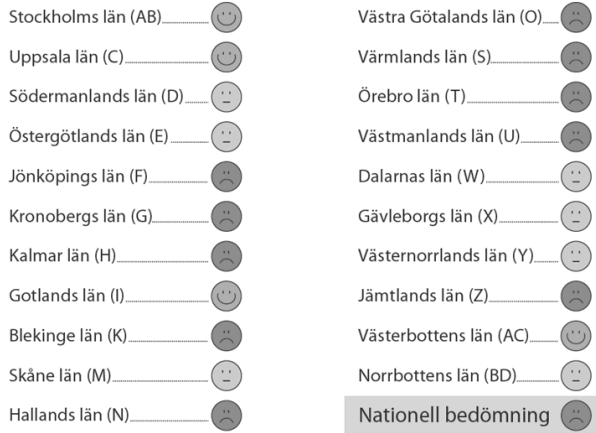 Stockholms län (AB)
Uppsala län (C)
Södermanlands län (D)
Östergötlands län (E)
Jönköpings län (F)
Kronobergs län (G)
Kalmar län (H)
Gotlands län (I)
Blekinge län (K)
Skåne län (M)
Hallands län (N)
Västra Götalands län (O)
Värmlands län (S)
Örebro län (T)
Västmanlands län (U)
Dalarnas län (W)
Gävleborgs län (X)
Västernorrlands län (Y)
Jämtlands län (Z)
Västerbottens län (AC)
Norrbottens län (BD)
Nationell bedömning